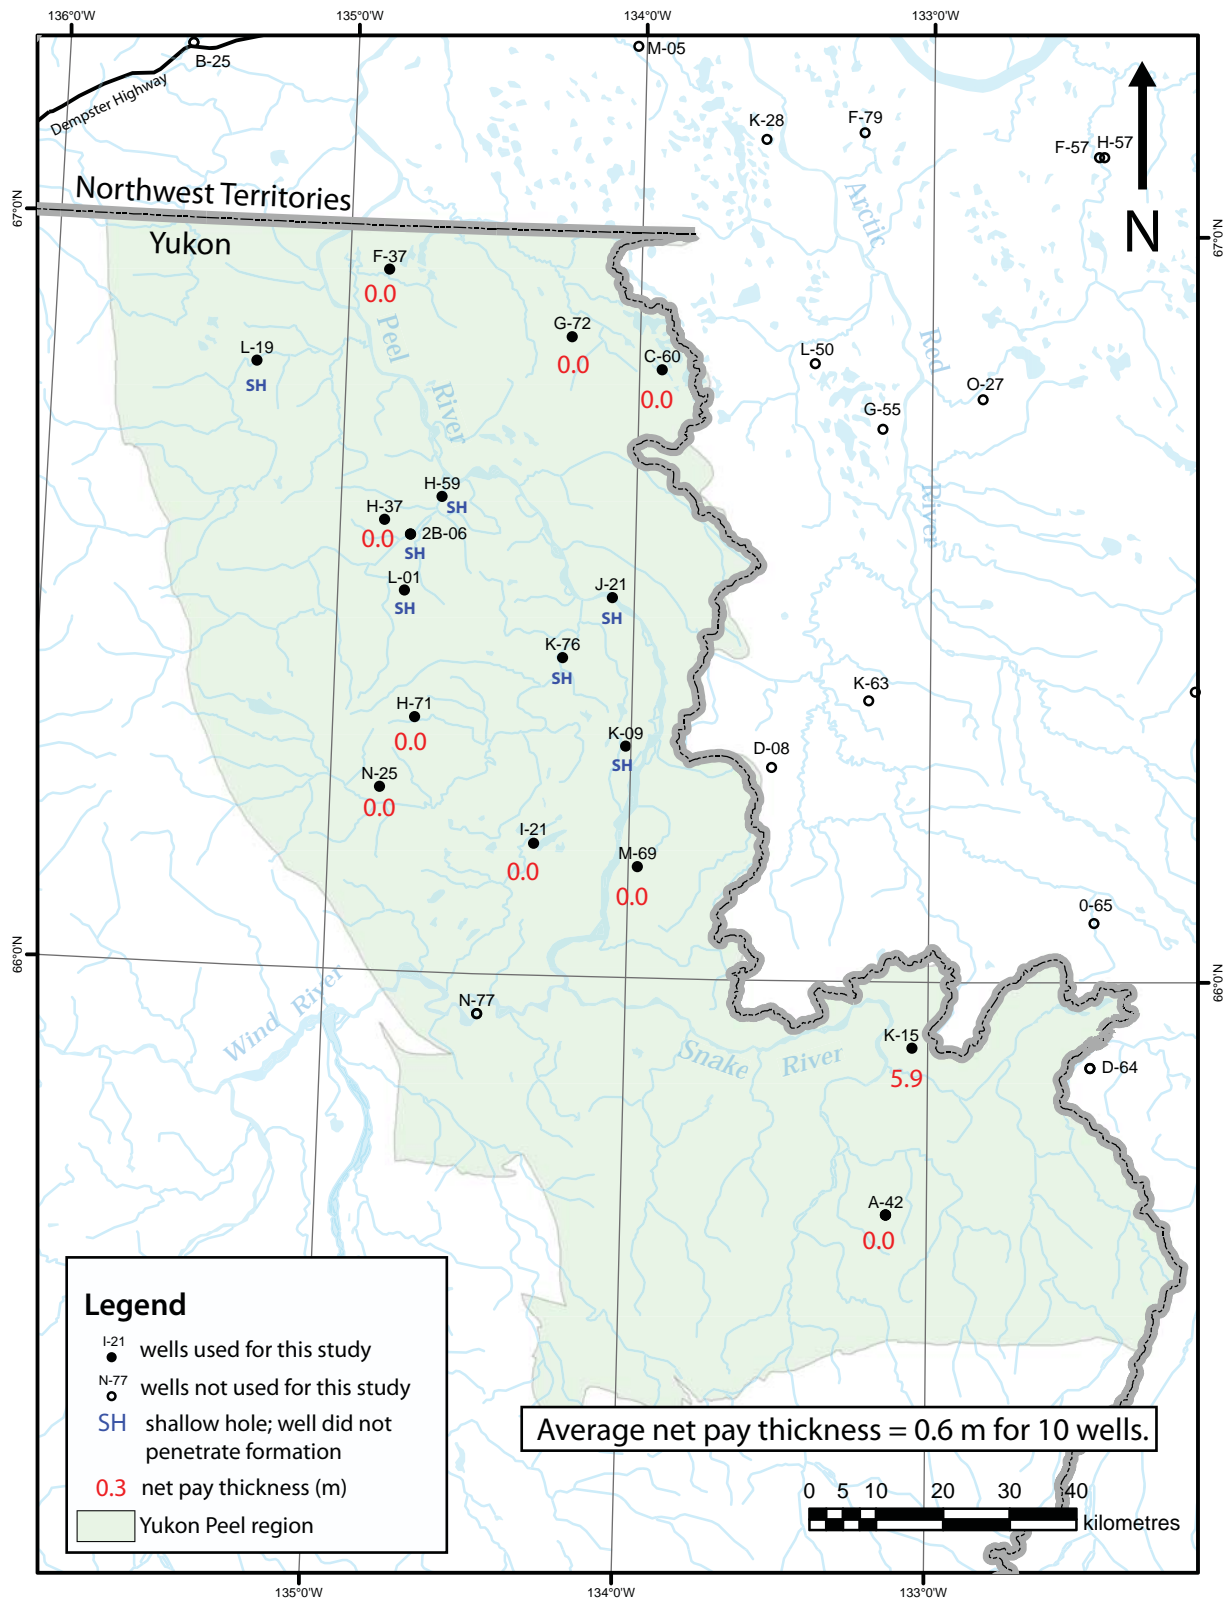 136°0'W
135°0'W
134°0'W
133°0'W
B-25
M-05
Dempster Highway
K-28
F-79
F-57
H-57
N
Arctic
Red
River
Northwest Territories
Yukon
67°0'N
67°0'N
F-37
0.0
Peel
River
G-72
0.0
C-60
0.0
L-19
SH
L-50
O-27
G-55
H-59
SH
H-37
0.0
2B-06
SH
L-01
SH
J-21
SH
K-76
SH
K-63
H-71
0.0
K-09
SH
D-08
N-25
0.0
I-21
0.0
M-69
0.0
0-65
66°0'N
66°0'N
Wind River
N-77
Snake River
K-15
5.9
D-64
A-42
0.0
Legend
I-21 wells used for this study
N-77 wells not used for this study
SH shallow hole; well did not
penetrate formation
0.3 net pay thickness (m)
Yukon Peel region
Average net pay thickness = 0.6 m for 10 wells.
0 5 10 20 30 40
kilometres
135°0'W
134°0'W
133°0'W